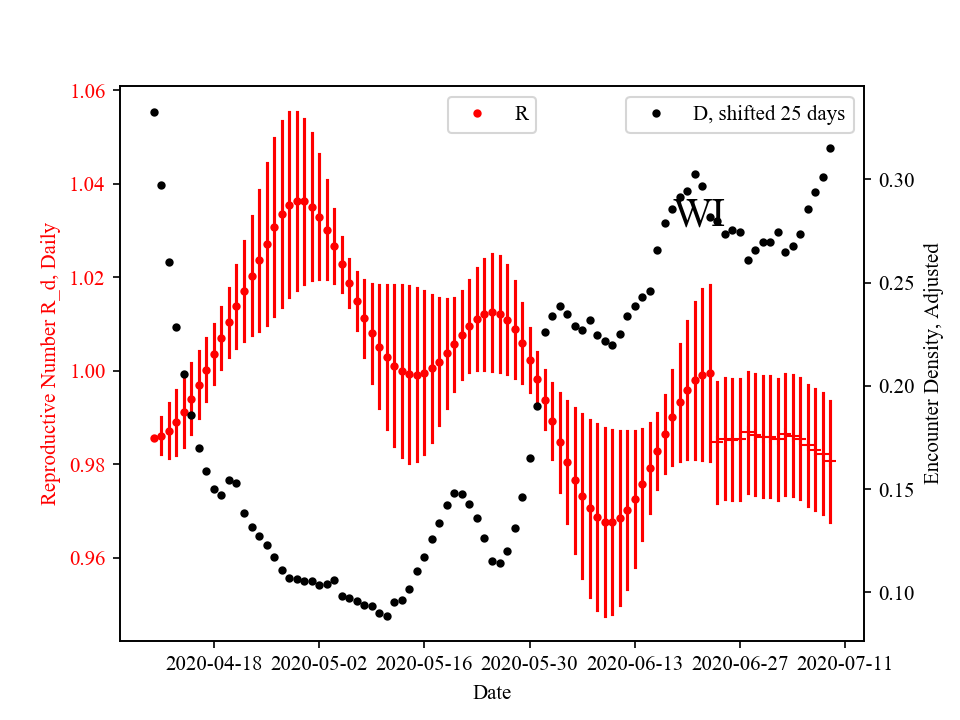 1.06
R
D, shifted 25 days
1.04
0.30
WI
1.02
0.25
Reproductive Number R_d, Daily
Encounter Density, Adjusted
1.00
0.20
0.98
0.15
0.96
0.10
2020-04-18 2020-05-02 2020-05-16 2020-05-30 2020-06-13 2020-06-27 2020-07-11
Date